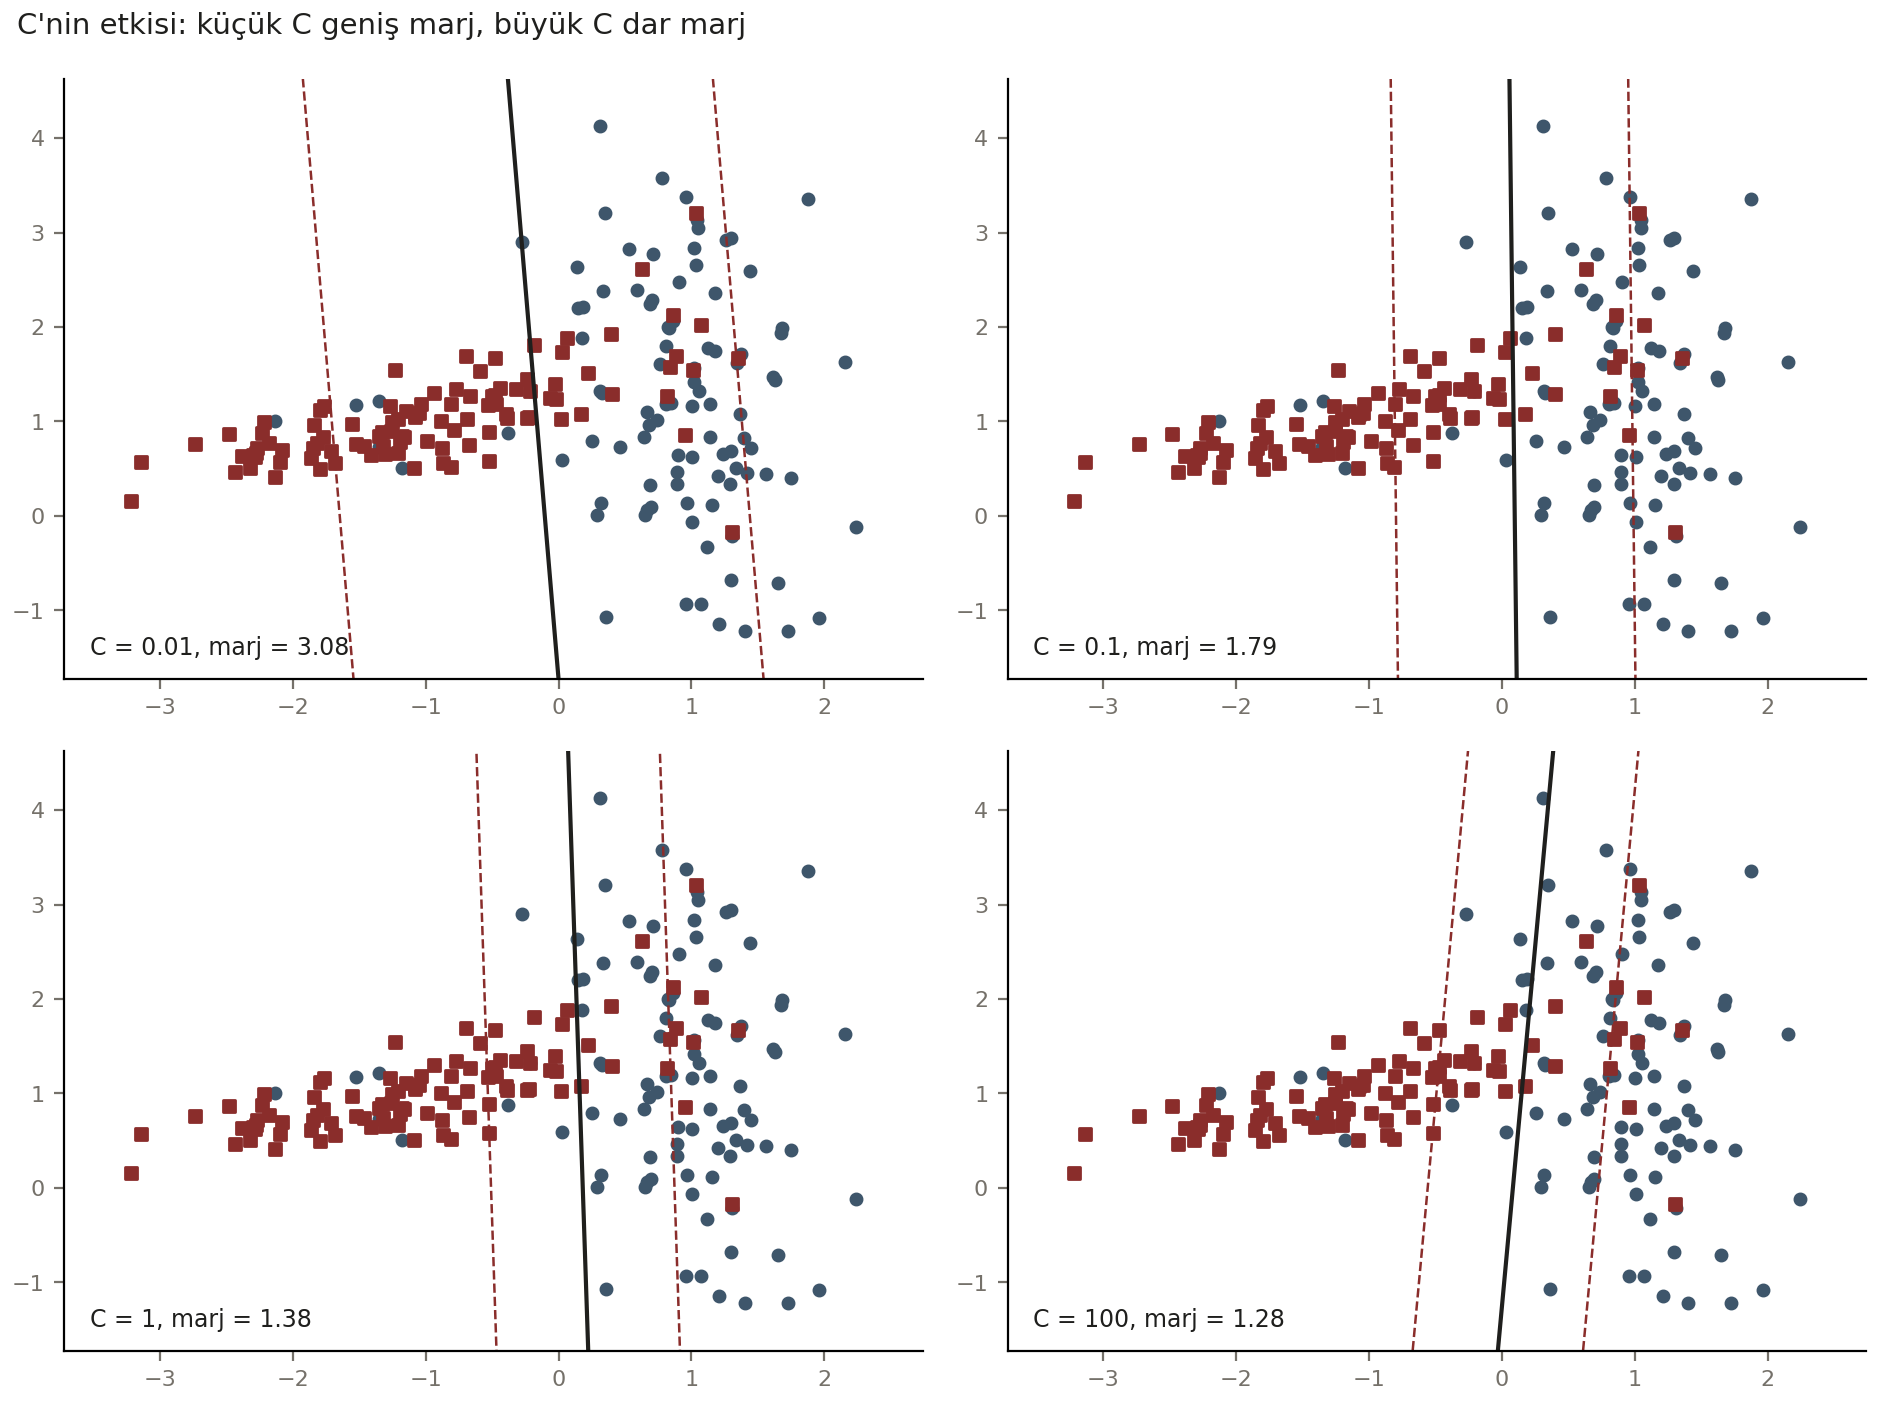 C'nin etkisi: küçük C geniş marj, büyük C dar marj
4
3
2
1
0
−1
C = 0.01, marj = 3.08
−3 −2 −1 0 1 2
4
3
2
1
0
−1
C = 0.1, marj = 1.79
−3 −2 −1 0 1 2
4
3
2
1
0
−1
C = 1, marj = 1.38
−3 −2 −1 0 1 2
4
3
2
1
0
−1
C = 100, marj = 1.28
−3 −2 −1 0 1 2